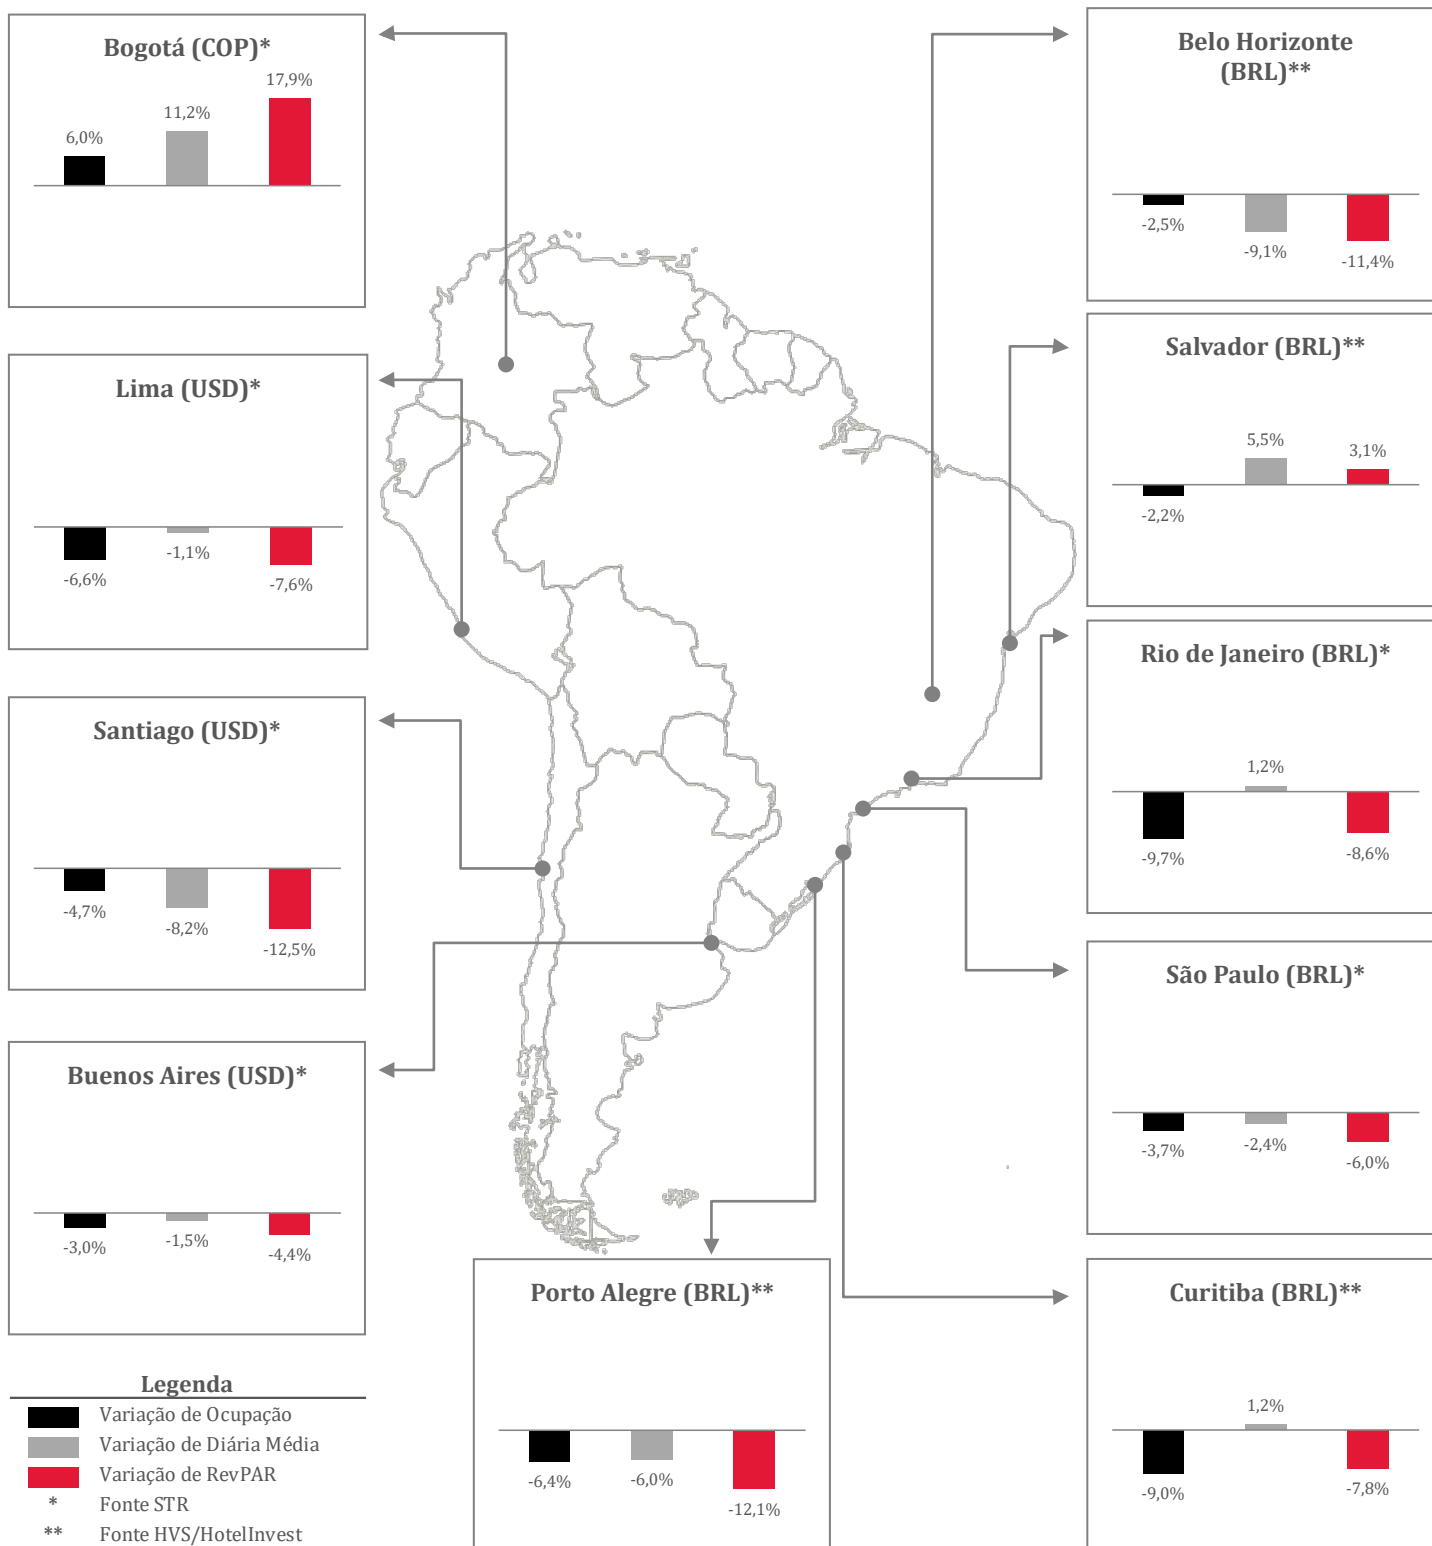 Bogotá (COP)*
17,9%
11,2%
6,0%
Lima (USD)*
-1,1%
-6,6%
-7,6%
Santiago (USD)*
-4,7%
-8,2%
-12,5%
Buenos Aires (USD)*
-3,0%
-1,5%
-4,4%
Legenda
Variação de Ocupação
Variação de Diária Média
Variação de RevPAR
* Fonte STR
** Fonte HVS/HotelInvest
Porto Alegre (BRL)**
-6,4%
-6,0%
-12,1%
Belo Horizonte
(BRL)**
-2,5%
-9,1%
-11,4%
Salvador (BRL)**
5,5%
3,1%
-2,2%
Rio de Janeiro (BRL)*
1,2%
-9,7%
-8,6%
São Paulo (BRL)*
-3,7%
-2,4%
-6,0%
Curitiba (BRL)**
1,2%
-9,0%
-7,8%